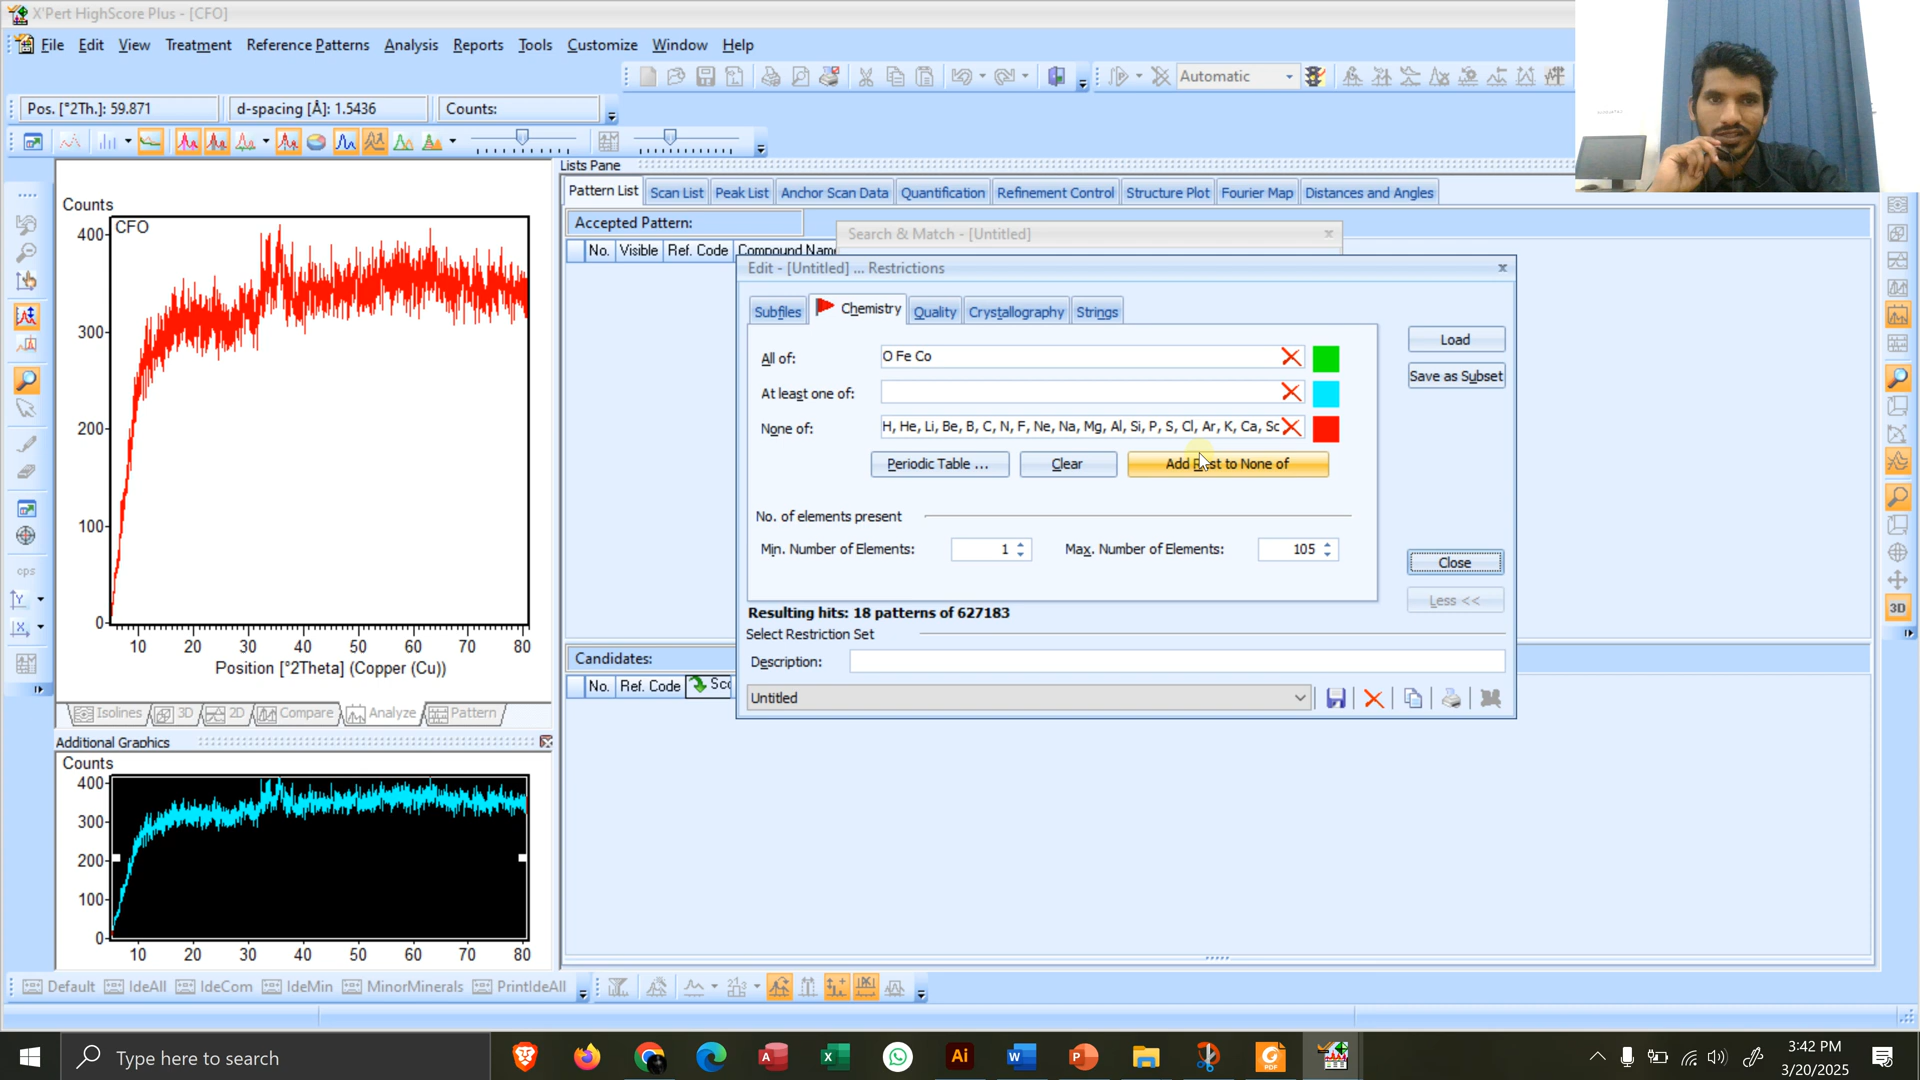 X'Pert HighScore Plus - [CFO]
File Edit View Treatment Reference Patterns Analysis Reports Tools Customize Window Help
Automatic
Pos. [°2Th.]: 59.871 d-spacing [Å]: 1.5436 Counts:
Lists Pane
Pattern List Scan List Peak List Anchor Scan Data Quantification Refinement Control Structure Plot Fourier Map Distances and Angles
Accepted Pattern:
No. Visible Ref. Code Compound Name
Search & Match - [Untitled]
Edit - [Untitled] ... Restrictions
Subfiles Chemistry Quality Crystallography Strings
All of: O Fe Co
At least one of:
None of: H, He, Li, Be, B, C, N, F, Ne, Na, Mg, Al, Si, P, S, Cl, Ar, K, Ca, Sc
Periodic Table ... Clear Add Rest to None of
No. of elements present
Min. Number of Elements: 1 Max. Number of Elements: 105
Load
Save as Subset
Close
Less <<
Resulting hits: 18 patterns of 627183
Select Restriction Set
Description:
Untitled
Candidates:
No. Ref. Code Sco
Counts
CFO
400
300
200
100
0
10 20 30 40 50 60 70 80
Position [°2Theta] (Copper (Cu))
Isolines 3D 2D Compare Analyze Pattern
Additional Graphics
Counts
400
300
200
100
0
10 20 30 40 50 60 70 80
cps
Y
X
3D
Default IdeAll IdeCom IdeMin MinorMinerals PrintIdeAll
Type here to search
3:42 PM
3/20/2025